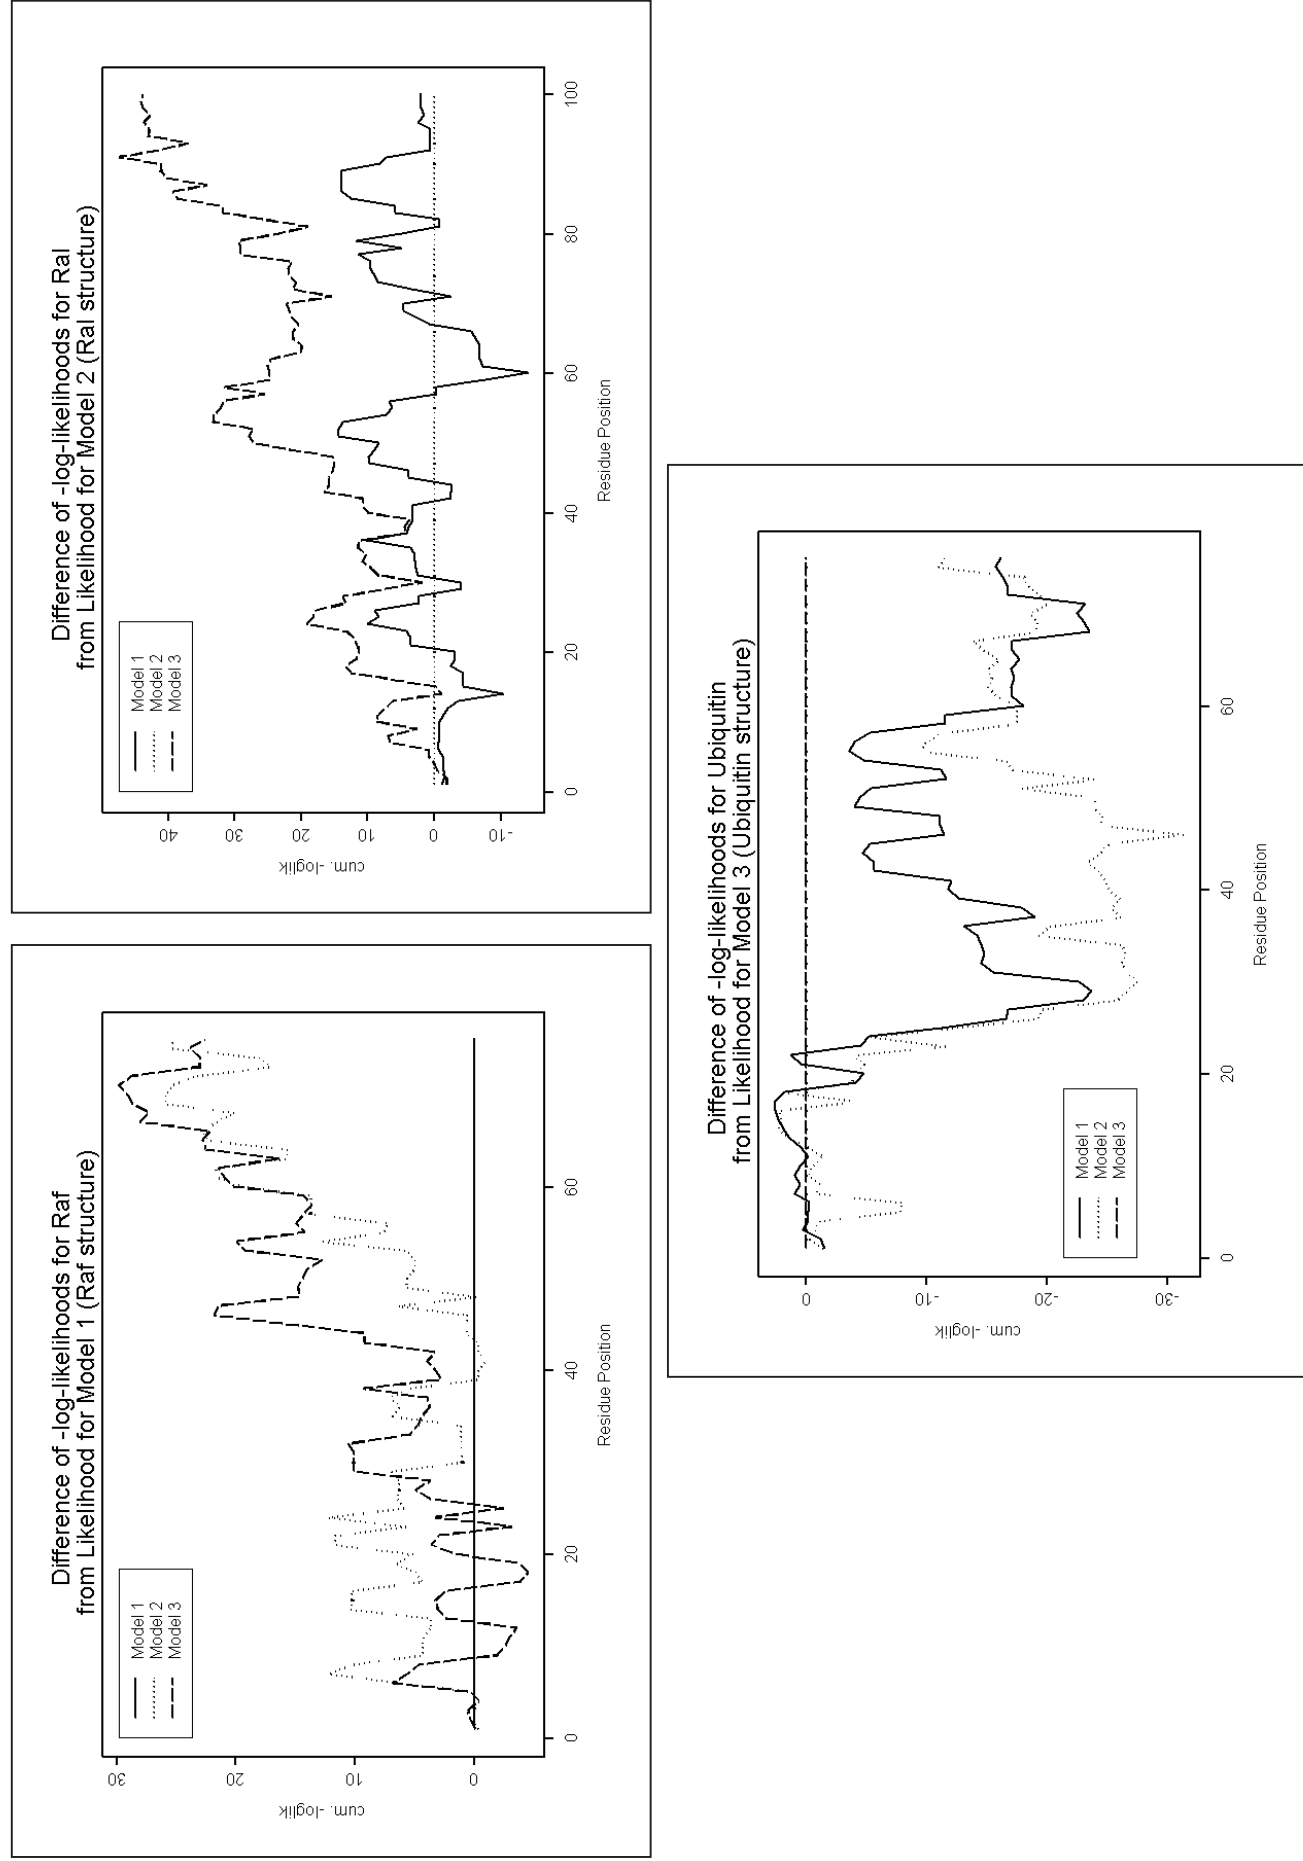 Difference of -log-likelihoods for Raf
from Likelihood for Model 1 (Raf structure)
Model 1
Model 2
Model 3
cum. -loglik
30
20
10
0
0
20
40
60
Residue Position
Difference of -log-likelihoods for Ral
from Likelihood for Model 2 (Ral structure)
Model 1
Model 2
Model 3
cum. -loglik
40
30
20
10
0
-10
0
20
40
60
80
100
Residue Position
Difference of -log-likelihoods for Ubiquitin
from Likelihood for Model 3 (Ubiquitin structure)
Model 1
Model 2
Model 3
cum. -loglik
0
-10
-20
-30
0
20
40
60
Residue Position